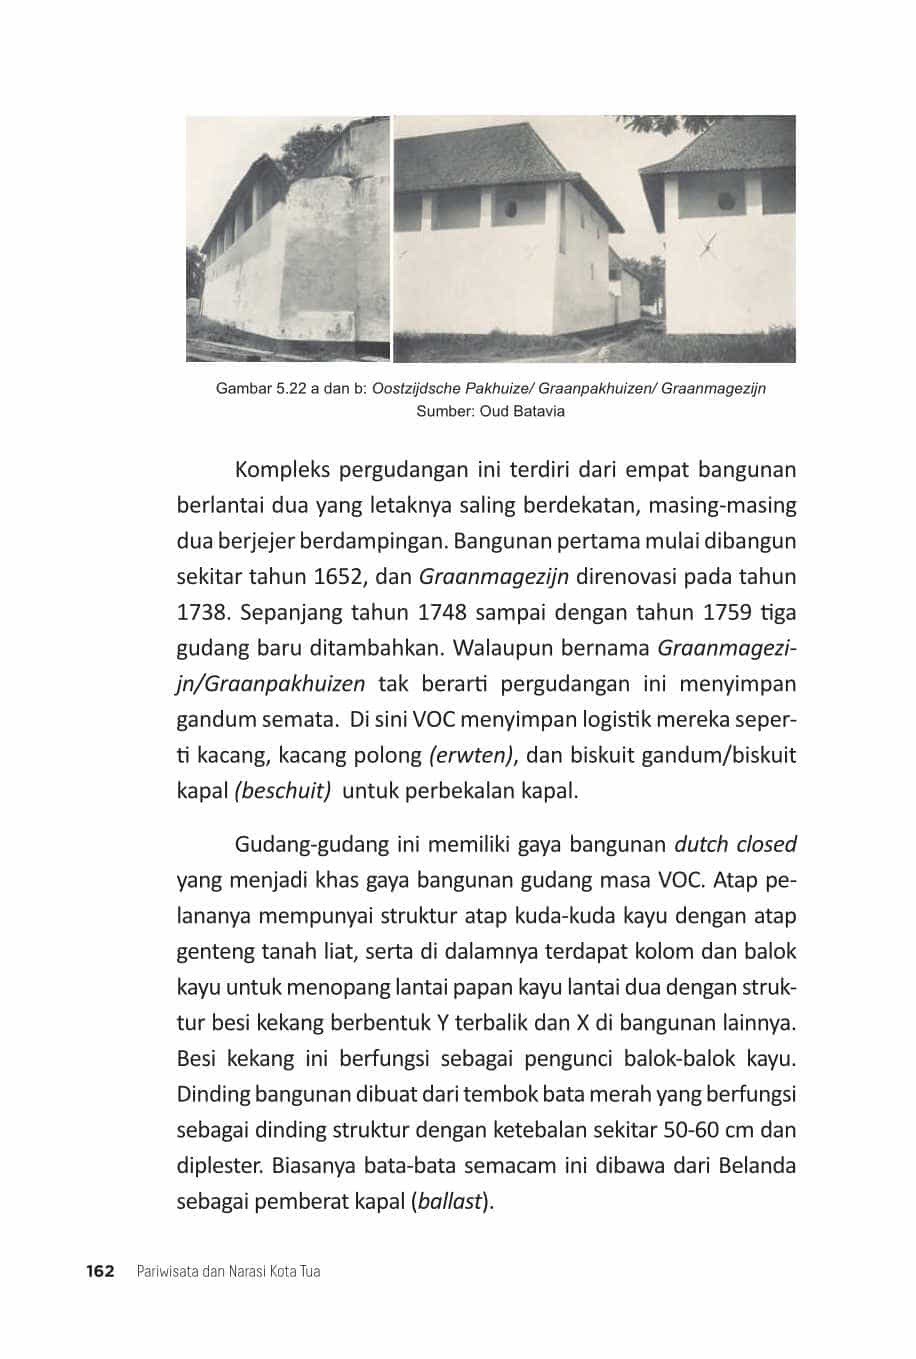 Gambar 5.22 a dan b: Oostzijdsche Pakhuize/ Graanpakhuizen/ Graanmagezijn
Sumber: Oud Batavia
Kompleks pergudangan ini terdiri dari empat bangunan
berlantai dua yang letaknya saling berdekatan, masing-masing
dua berjejer berdampingan. Bangunan pertama mulai dibangun
sekitar tahun 1652, dan Graanmagezijn direnovasi pada tahun
1738. Sepanjang tahun 1748 sampai dengan tahun 1759 tiga
gudang baru ditambahkan. Walaupun bernama Graanmagezi-
jn/Graanpakhuizen tak berarti pergudangan ini menyimpan
gandum semata. Di sini VOC menyimpan logistik mereka seper-
ti kacang, kacang polong (erwten), dan biskuit gandum/biskuit
kapal (beschuit) untuk perbekalan kapal.
Gudang-gudang ini memiliki gaya bangunan dutch closed
yang menjadi khas gaya bangunan gudang masa VOC. Atap pe-
lananya mempunyai struktur atap kuda-kuda kayu dengan atap
genteng tanah liat, serta di dalamnya terdapat kolom dan balok
kayu untuk menopang lantai papan kayu lantai dua dengan struk-
tur besi kekang berbentuk Y terbalik dan X di bangunan lainnya.
Besi kekang ini berfungsi sebagai pengunci balok-balok kayu.
Dinding bangunan dibuat dari tembok bata merah yang berfungsi
sebagai dinding struktur dengan ketebalan sekitar 50-60 cm dan
diplester. Biasanya bata-bata semacam ini dibawa dari Belanda
sebagai pemberat kapal (ballast).
162 Pariwisata dan Narasi Kota Tua